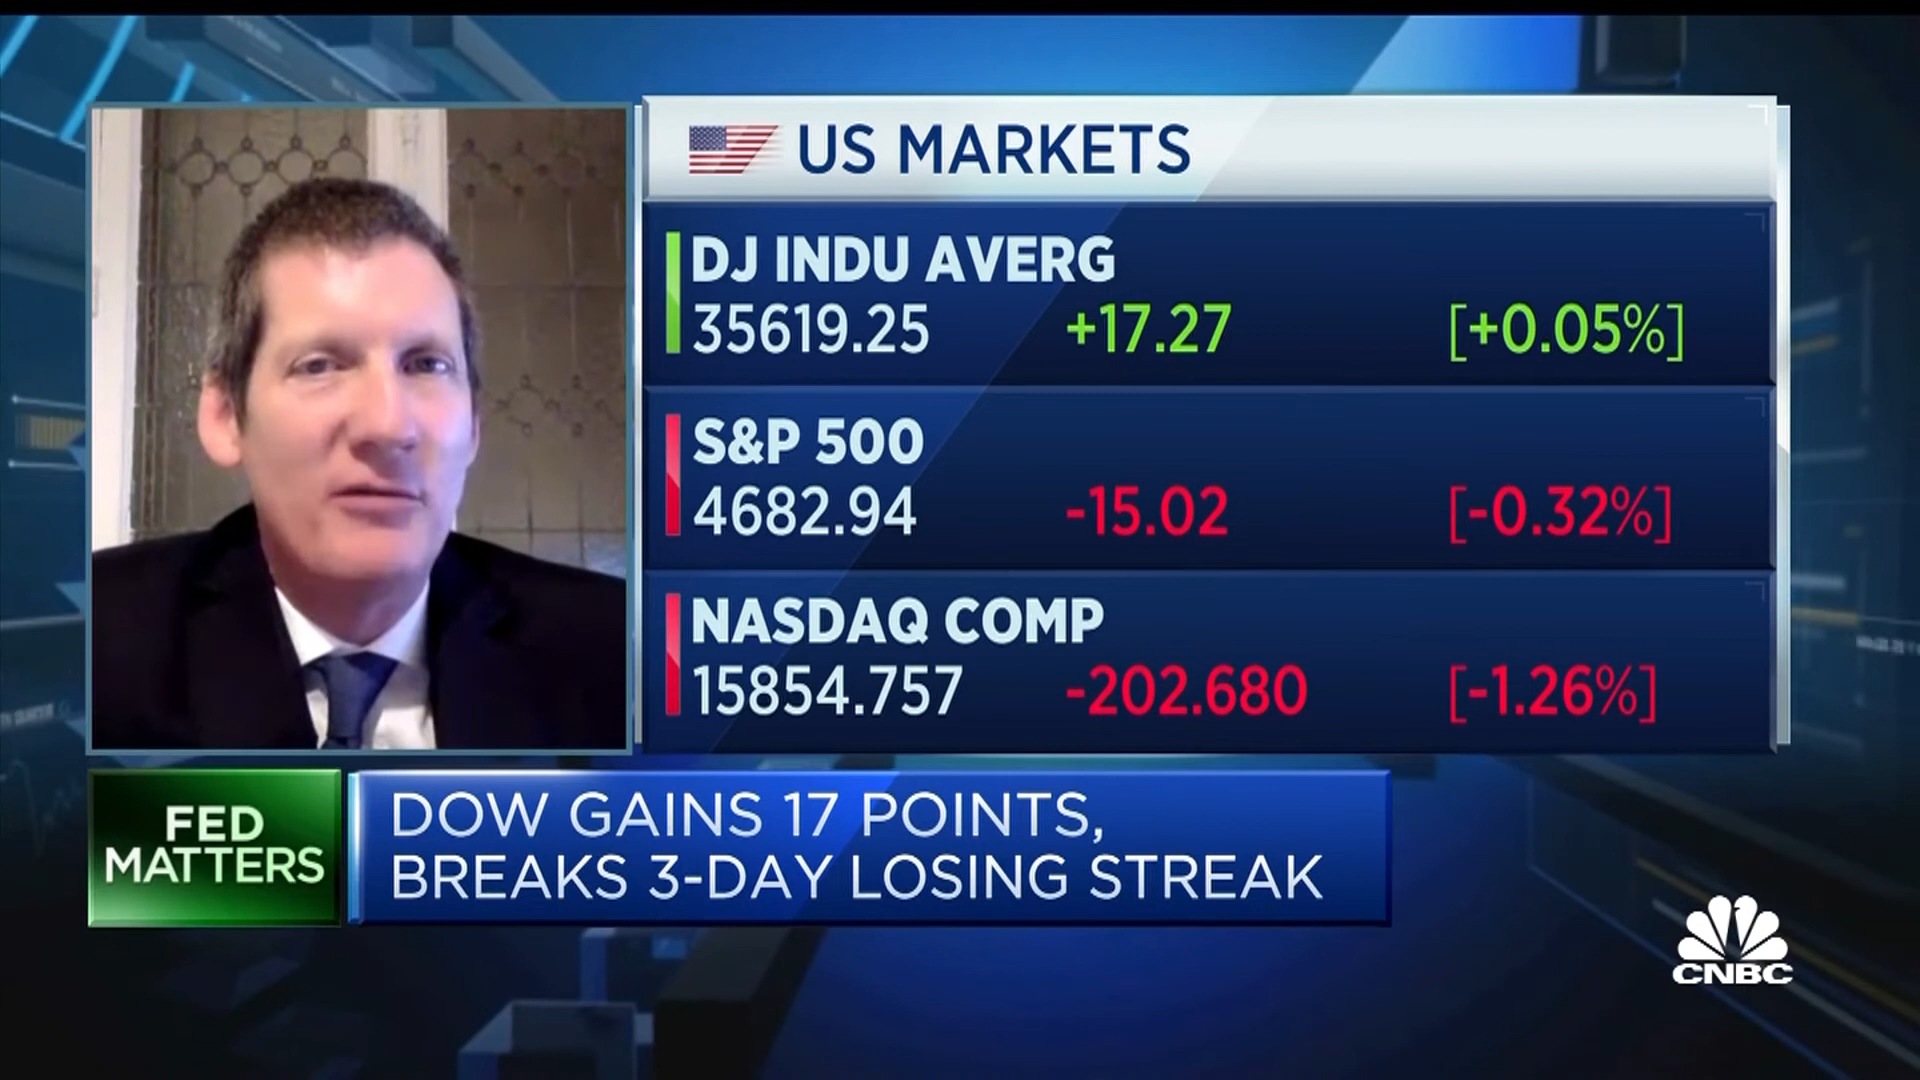 US MARKETS
DJ INDU AVERG
35619.25 +17.27 [+0.05%]
S&P 500
4682.94 -15.02 [-0.32%]
NASDAQ COMP
15854.757 -202.680 [-1.26%]
FED
MATTERS
DOW GAINS 17 POINTS,
BREAKS 3-DAY LOSING STREAK
CNBC